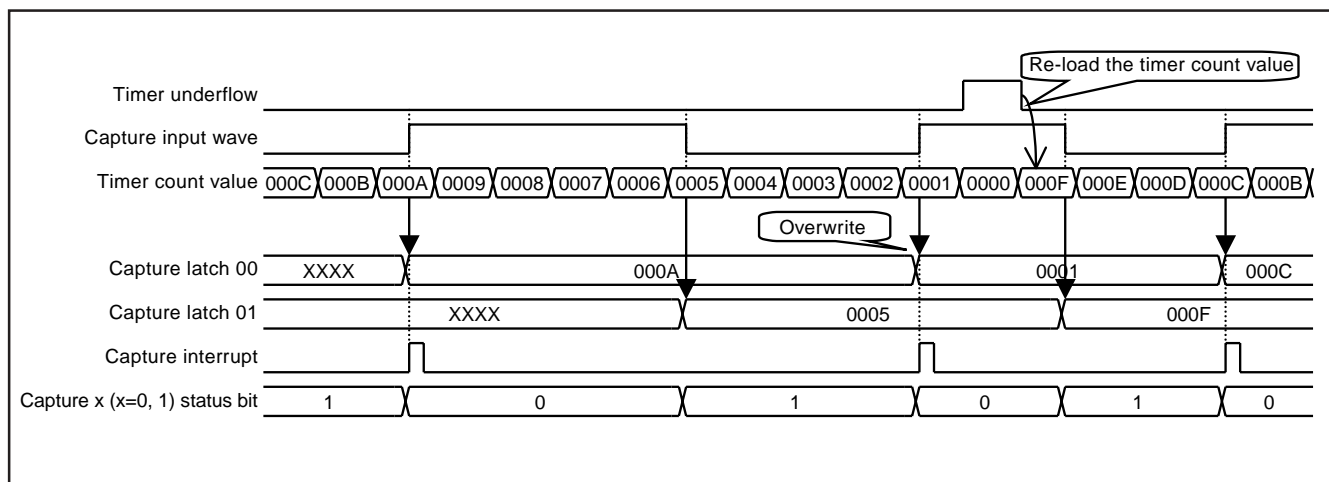 Re-load the timer count value
Timer underflow
Capture input wave
Timer count value 000C 000B 000A 0009 0008 0007 0006 0005 0004 0003 0002 0001 0000 000F 000E 000D 000C 000B
Overwrite
Capture latch 00 XXXX 000A 0001 000C
Capture latch 01 XXXX 0005 000F
Capture interrupt
Capture x (x=0, 1) status bit 1 0 1 0 1 0